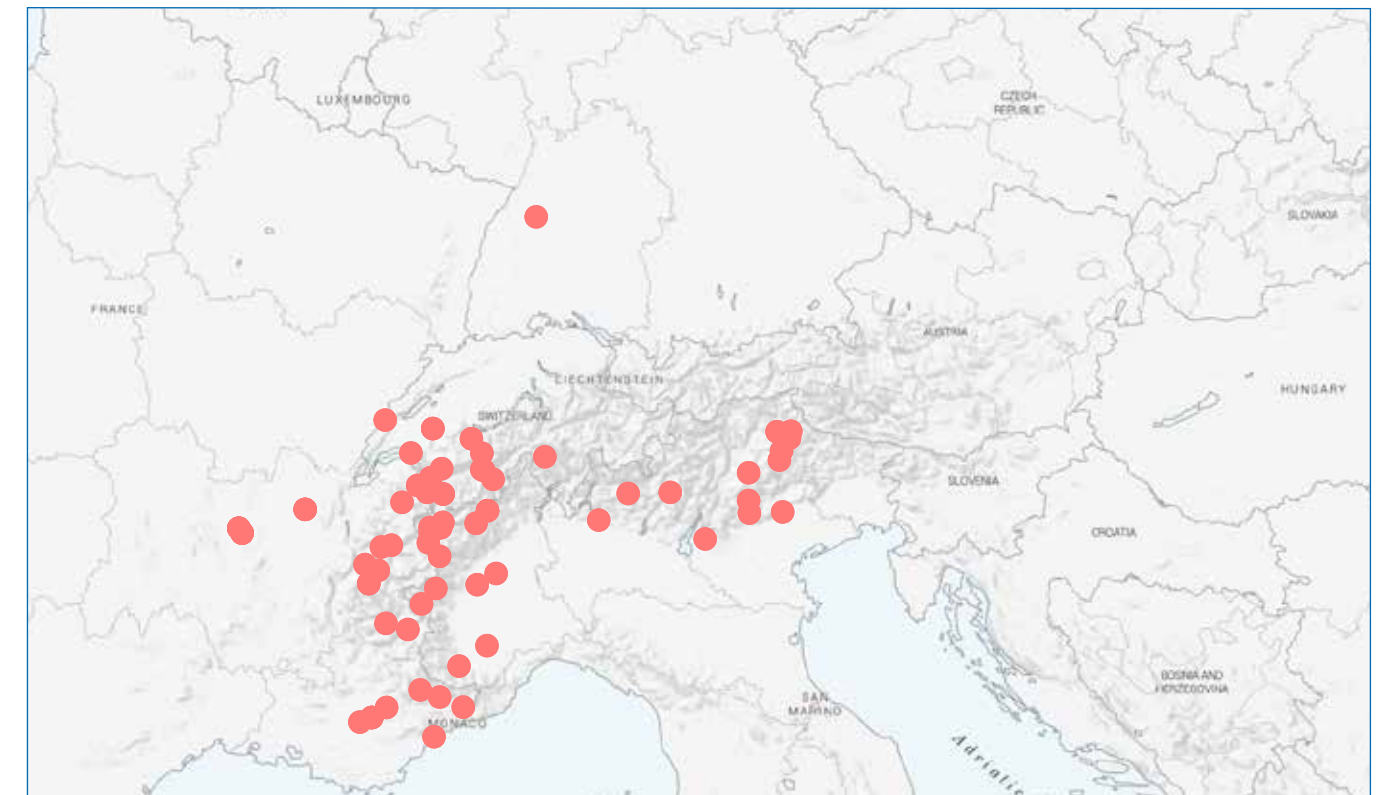 LUXEMBOURG
CZECH
REPUBLIC
SLOVAKIA
FRANCE
AUSTRIA
LIECHTENSTEIN
HUNGARY
SWITZERLAND
SLOVENIA
CROATIA
BOSNIA AND
HERZEGOVINA
SAN
MARINO
MONACO
Adriatic